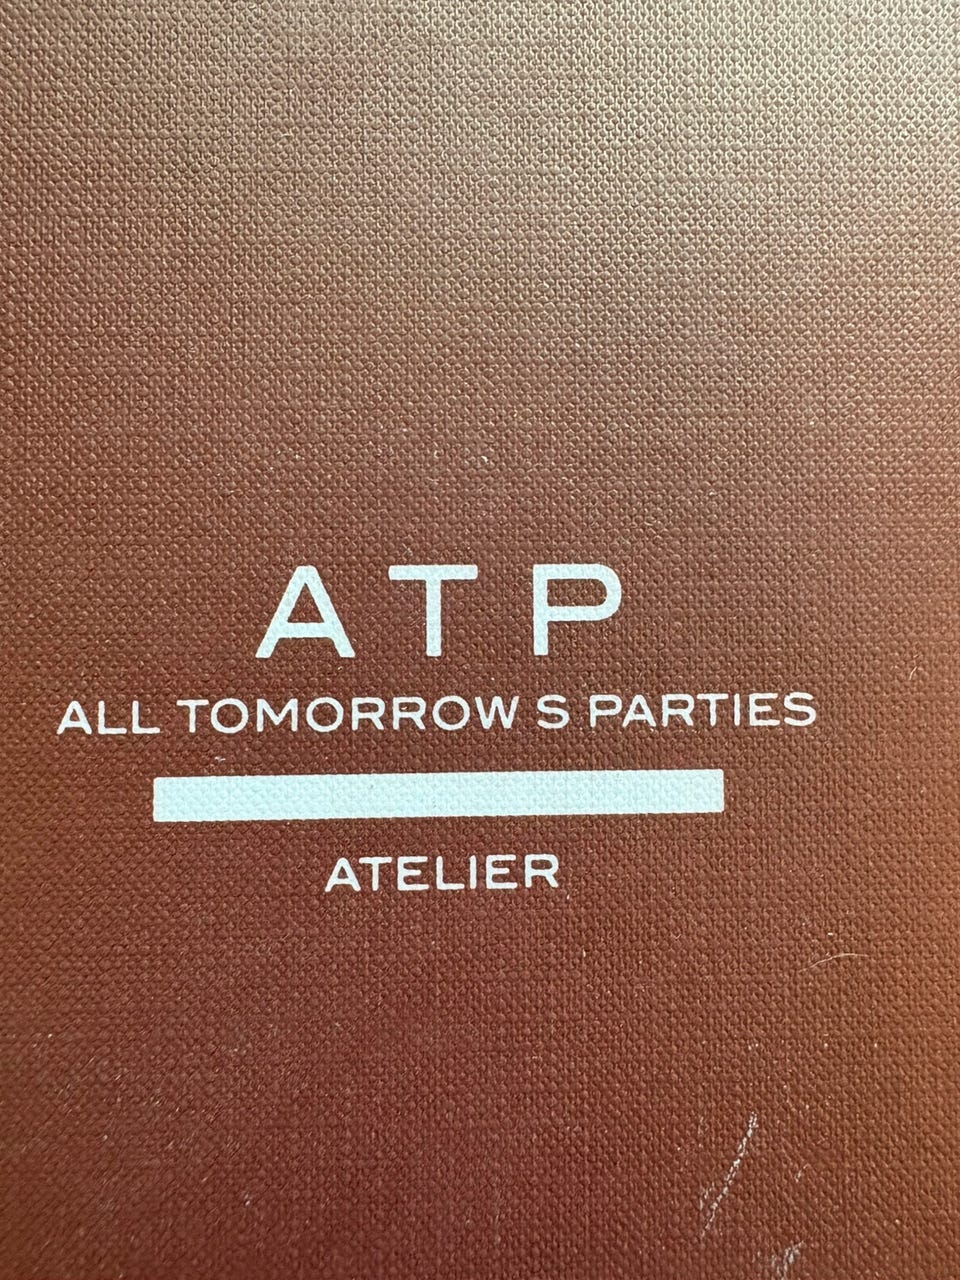 ATP
ALL TOMORROW S PARTIES
ATELIER